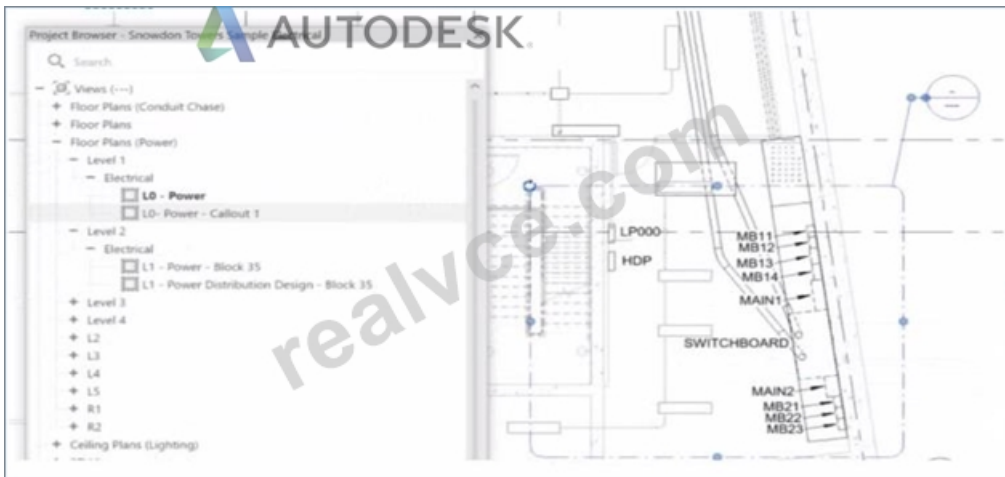 AUTODESK
Project Browser - Snowdon Towers Sample Electrical
Search
Views (---)
Floor Plans (Conduit Chase)
Floor Plans
Floor Plans (Power)
Level 1
Electrical
L0 - Power
L0- Power - Callout 1
Level 2
Electrical
L1 - Power - Block 35
L1 - Power Distribution Design - Block 35
Level 3
Level 4
L2
L3
L4
L5
R1
R2
Ceiling Plans (Lighting)
LP000
HDP
MB11
MB12
MB13
MB14
MAIN1
SWITCHBOARD
MAIN2
MB21
MB22
MB23
realvce.com